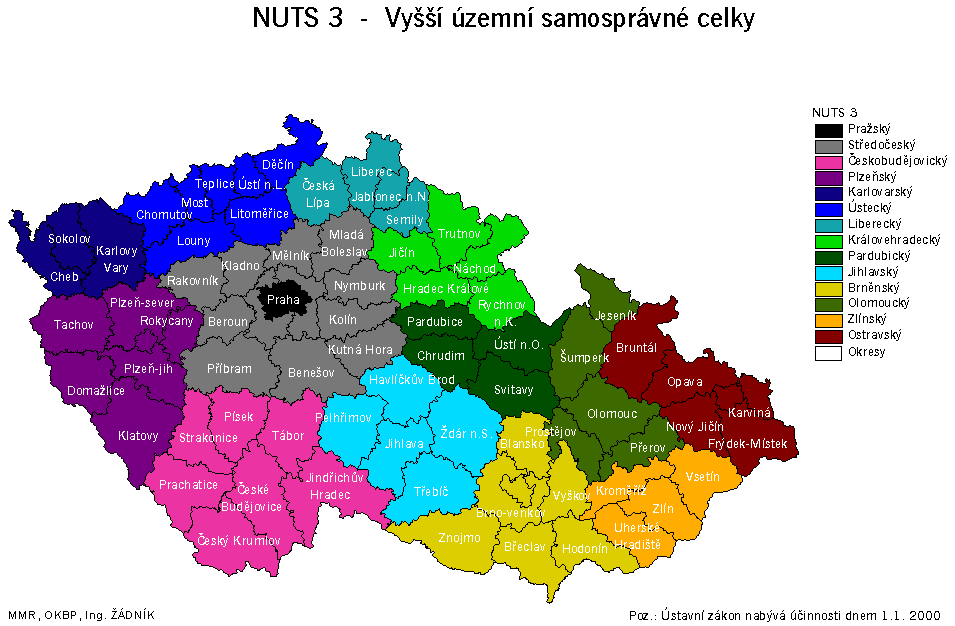 NUTS 3 - Vyšší územní samosprávné celky
NUTS 3
Pražský
Středočeský
Českobudějovický
Plzeňský
Karlovarský
Ústecký
Liberecký
Královehradecký
Pardubický
Jihlavský
Brněnský
Olomoucký
Zlínský
Ostravský
Okresy
Děčín
Teplice
Ústí n.L.
Most
Chomutov
Litoměřice
Louny
Česká
Lípa
Liberec
Jablonec n.N.
Semily
Sokolov
Karlovy
Vary
Cheb
Trutnov
Jičín
Náchod
Hradec Králové
Rychnov
n.K.
Mladá
Boleslav
Mělník
Kladno
Rakovník
Nymburk
Praha
Beroun
Kolín
Kutná Hora
Příbram
Benešov
Plzeň-sever
Rokycany
Tachov
Plzeň-jih
Domažlice
Klatovy
Pardubice
Ústí n.O.
Chrudim
Svitavy
Jeseník
Šumperk
Olomouc
Prostějov
Přerov
Bruntál
Opava
Karviná
Nový Jičín
Frýdek-Místek
Havlíčkův Brod
Pelhřimov
Jihlava
Ždár n.S.
Třebíč
Písek
Strakonice
Tábor
Prachatice
České
Budějovice
Jindřichův
Hradec
Český Krumlov
Blansko
Vyškov
Brno-venkov
Znojmo
Břeclav
Hodonín
Kroměříž
Vsetín
Zlín
Uherské
Hradiště
MMR, OKBP, Ing. ŽÁDNÍK
Poz.: Ústavní zákon nabývá účinnosti dnem 1.1. 2000